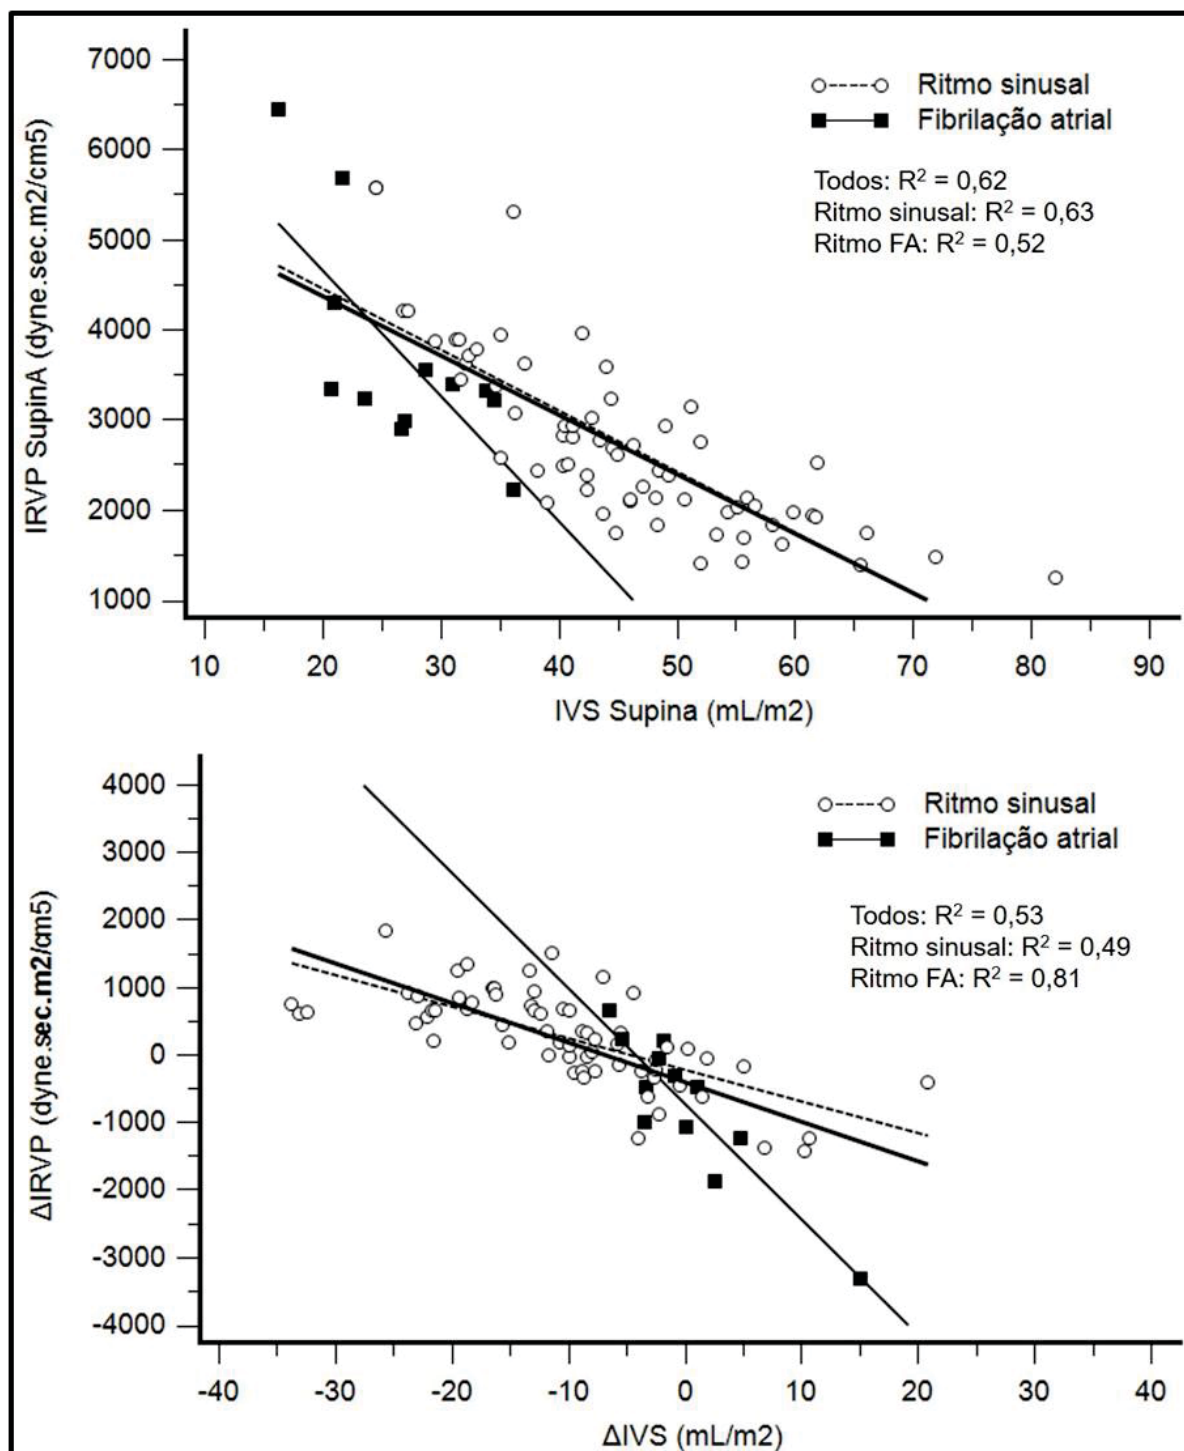 7000
6000
5000
4000
3000
2000
1000
IRVP SupinA (dyne.sec.m2/cm5)
Ritmo sinusal
Fibrilação atrial
Todos: R² = 0,62
Ritmo sinusal: R² = 0,63
Ritmo FA: R² = 0,52
10 20 30 40 50 60 70 80 90
IVS Supina (mL/m2)
4000
3000
2000
1000
0
-1000
-2000
-3000
-4000
ΔIRVP (dyne.sec.m2/cm5)
Ritmo sinusal
Fibrilação atrial
Todos: R² = 0,53
Ritmo sinusal: R² = 0,49
Ritmo FA: R² = 0,81
-40 -30 -20 -10 0 10 20 30 40
ΔIVS (mL/m2)